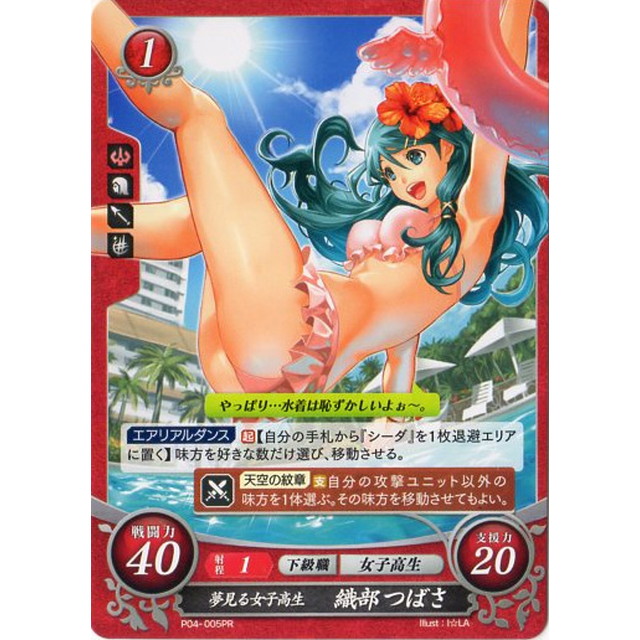 1
やっぱり…水着は恥ずかしいよぉ～。
エアリアルダンス 起【自分の手札から『シーダ』を1枚退避エリア
に置く】味方を好きな数だけ選び、移動させる。
天空の紋章 支 自分の攻撃ユニット以外の
味方を1体選ぶ。その味方を移動させてもよい。
戦闘力
40
射程 1
下級職
女子高生
支援力
20
夢見る女子高生 織部 つばさ
P04-005PR
Illust : I☆LA